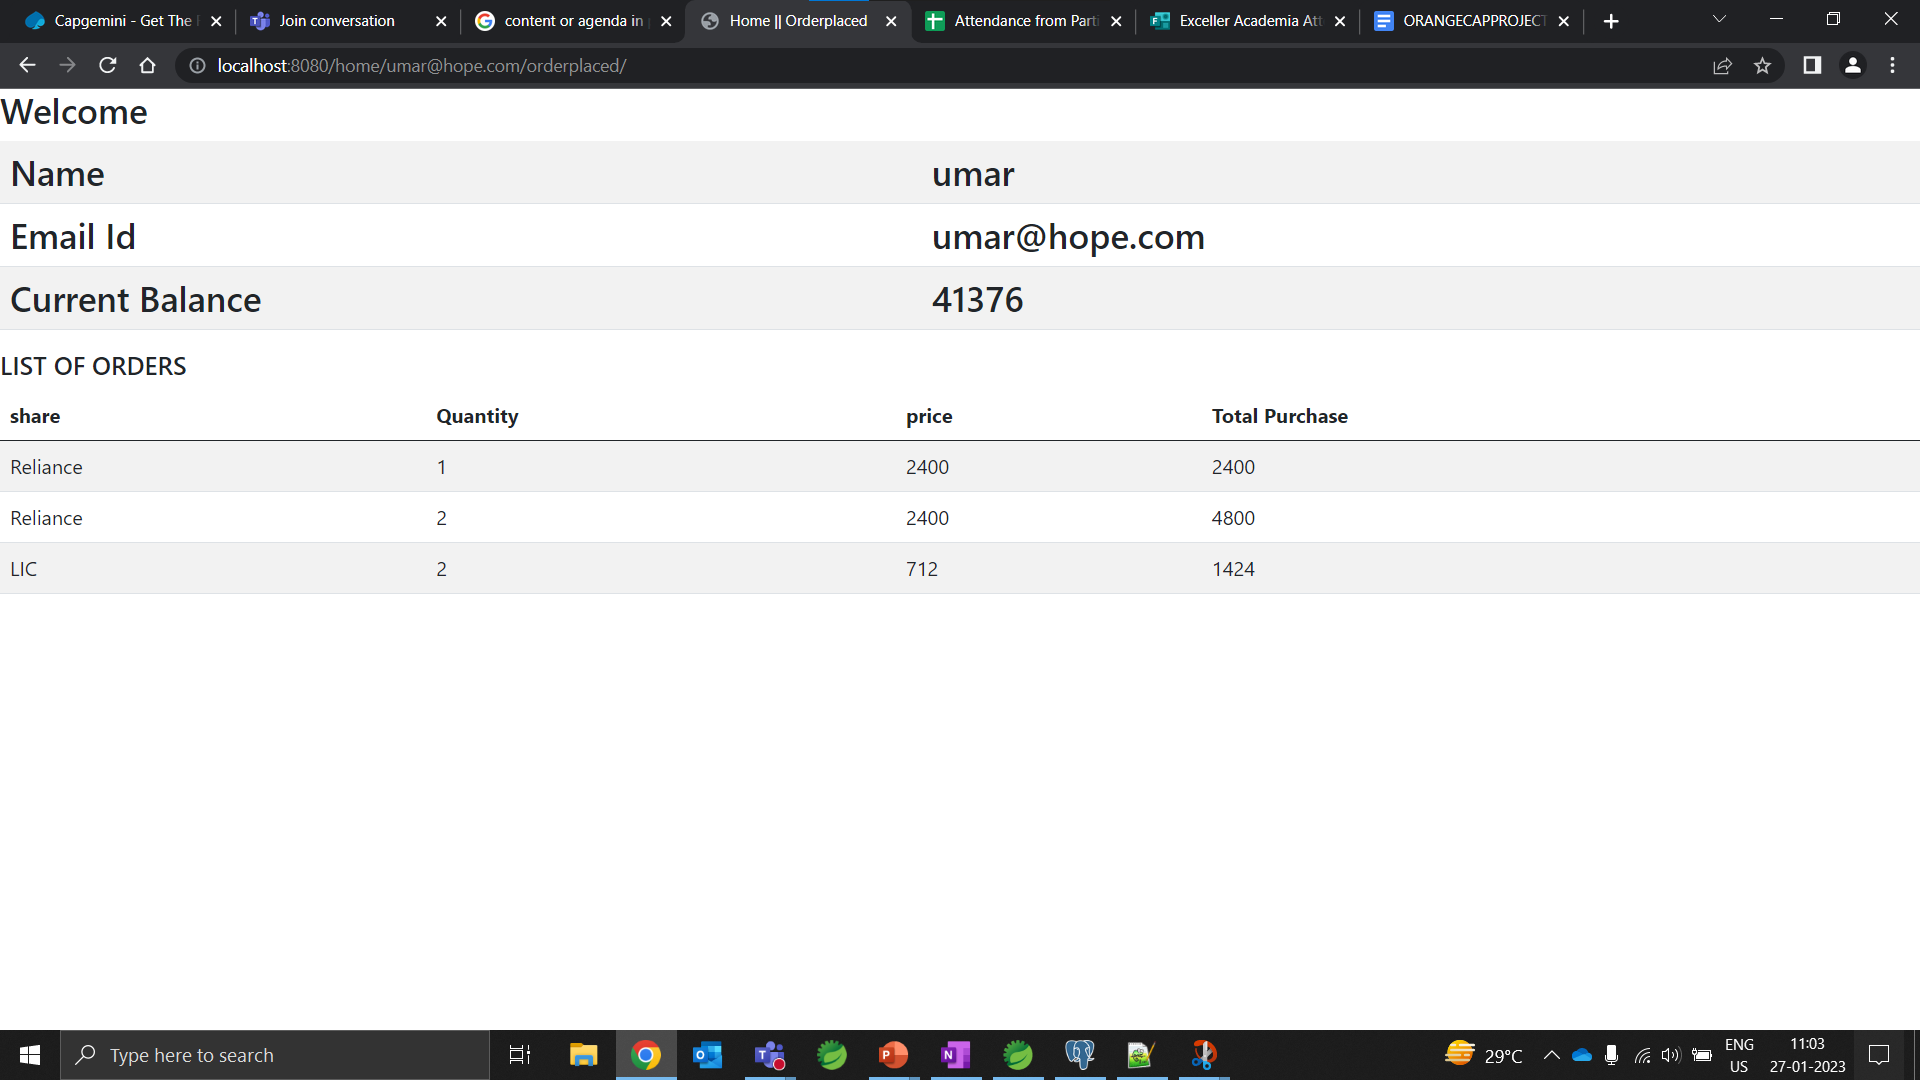 Capgemini - Get The
Join conversation
content or agenda in
Home || Orderplaced
Attendance from Parti
Exceller Academia Att
ORANGECAPPROJECT
localhost:8080/home/umar@hope.com/orderplaced/
Welcome
Name umar
Email Id umar@hope.com
Current Balance 41376
LIST OF ORDERS
share Quantity price Total Purchase
Reliance 1 2400 2400
Reliance 2 2400 4800
LIC 2 712 1424
Type here to search
29°C
ENG
US
11:03
27-01-2023